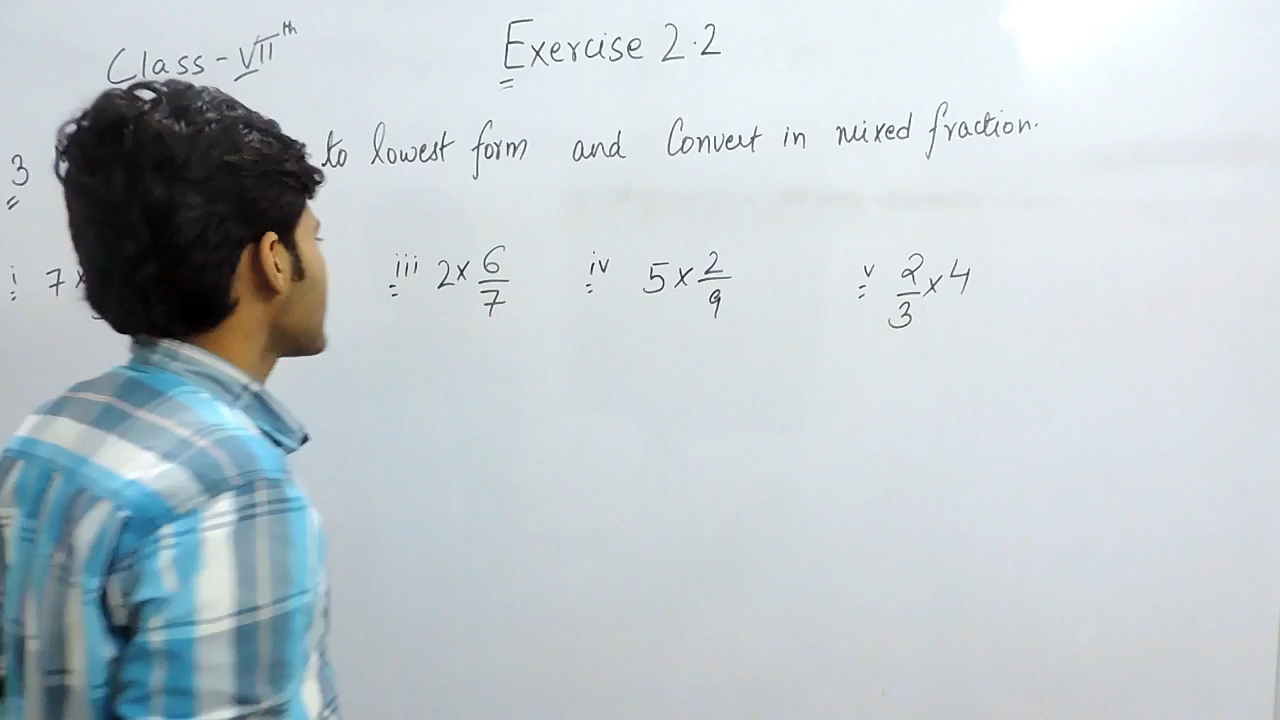 Class - VII th
Exercise 2.2
3 to lowest form and Convert in mixed fraction.
i 7 × iii 2 × 6/7 iv 5 × 2/9 v 2/3 × 4